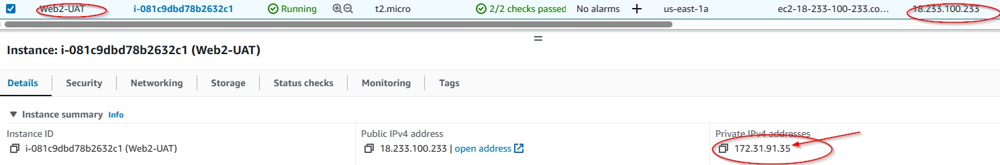 Web2-UAT i-081c9dbd78b2632c1 Running t2.micro 2/2 checks passed No alarms us-east-1a ec2-18-233-100-233.co... 18.233.100.233
Instance: i-081c9dbd78b2632c1 (Web2-UAT)
Details Security Networking Storage Status checks Monitoring Tags
Instance summary Info
Instance ID Public IPv4 address Private IPv4 addresses
i-081c9dbd78b2632c1 (Web2-UAT) 18.233.100.233 | open address 172.31.91.35